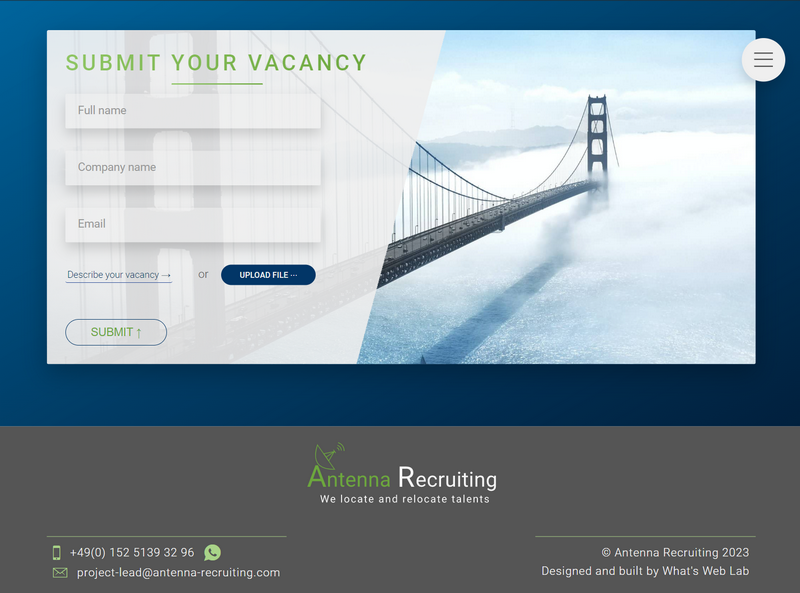 SUBMIT YOUR VACANCY
Full name
Company name
Email
Describe your vacancy → or UPLOAD FILE ···
SUBMIT ↑
Antenna Recruiting
We locate and relocate talents
+49(0) 152 5139 32 96
project-lead@antenna-recruiting.com
© Antenna Recruiting 2023
Designed and built by What's Web Lab